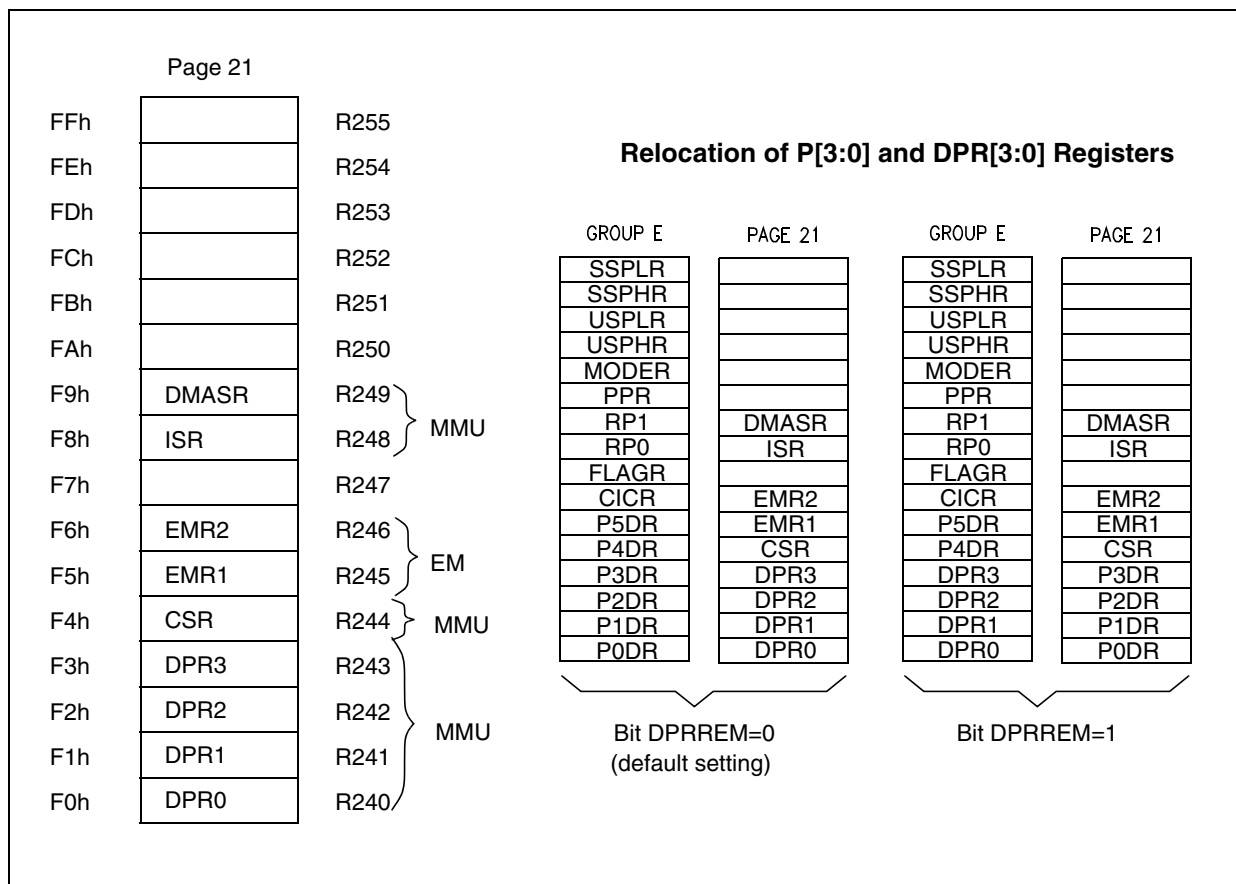 Page 21
FFh R255
FEh R254
FDh R253
FCh R252
FBh R251
FAh R250
F9h DMASR R249
F8h ISR R248
MMU
F7h R247
F6h EMR2 R246
F5h EMR1 R245
EM
F4h CSR R244
MMU
F3h DPR3 R243
F2h DPR2 R242
F1h DPR1 R241
F0h DPR0 R240
MMU
Relocation of P[3:0] and DPR[3:0] Registers
GROUP E PAGE 21 GROUP E PAGE 21
SSPLR SSPLR
SSPHR SSPHR
USPLR USPLR
USPHR USPHR
MODER MODER
PPR PPR
RP1 DMASR RP1 DMASR
RP0 ISR RP0 ISR
FLAGR FLAGR
CICR EMR2 CICR EMR2
P5DR EMR1 P5DR EMR1
P4DR CSR P4DR CSR
P3DR DPR3 DPR3 P3DR
P2DR DPR2 DPR2 P2DR
P1DR DPR1 DPR1 P1DR
P0DR DPR0 DPR0 P0DR
Bit DPRREM=0 Bit DPRREM=1
(default setting)